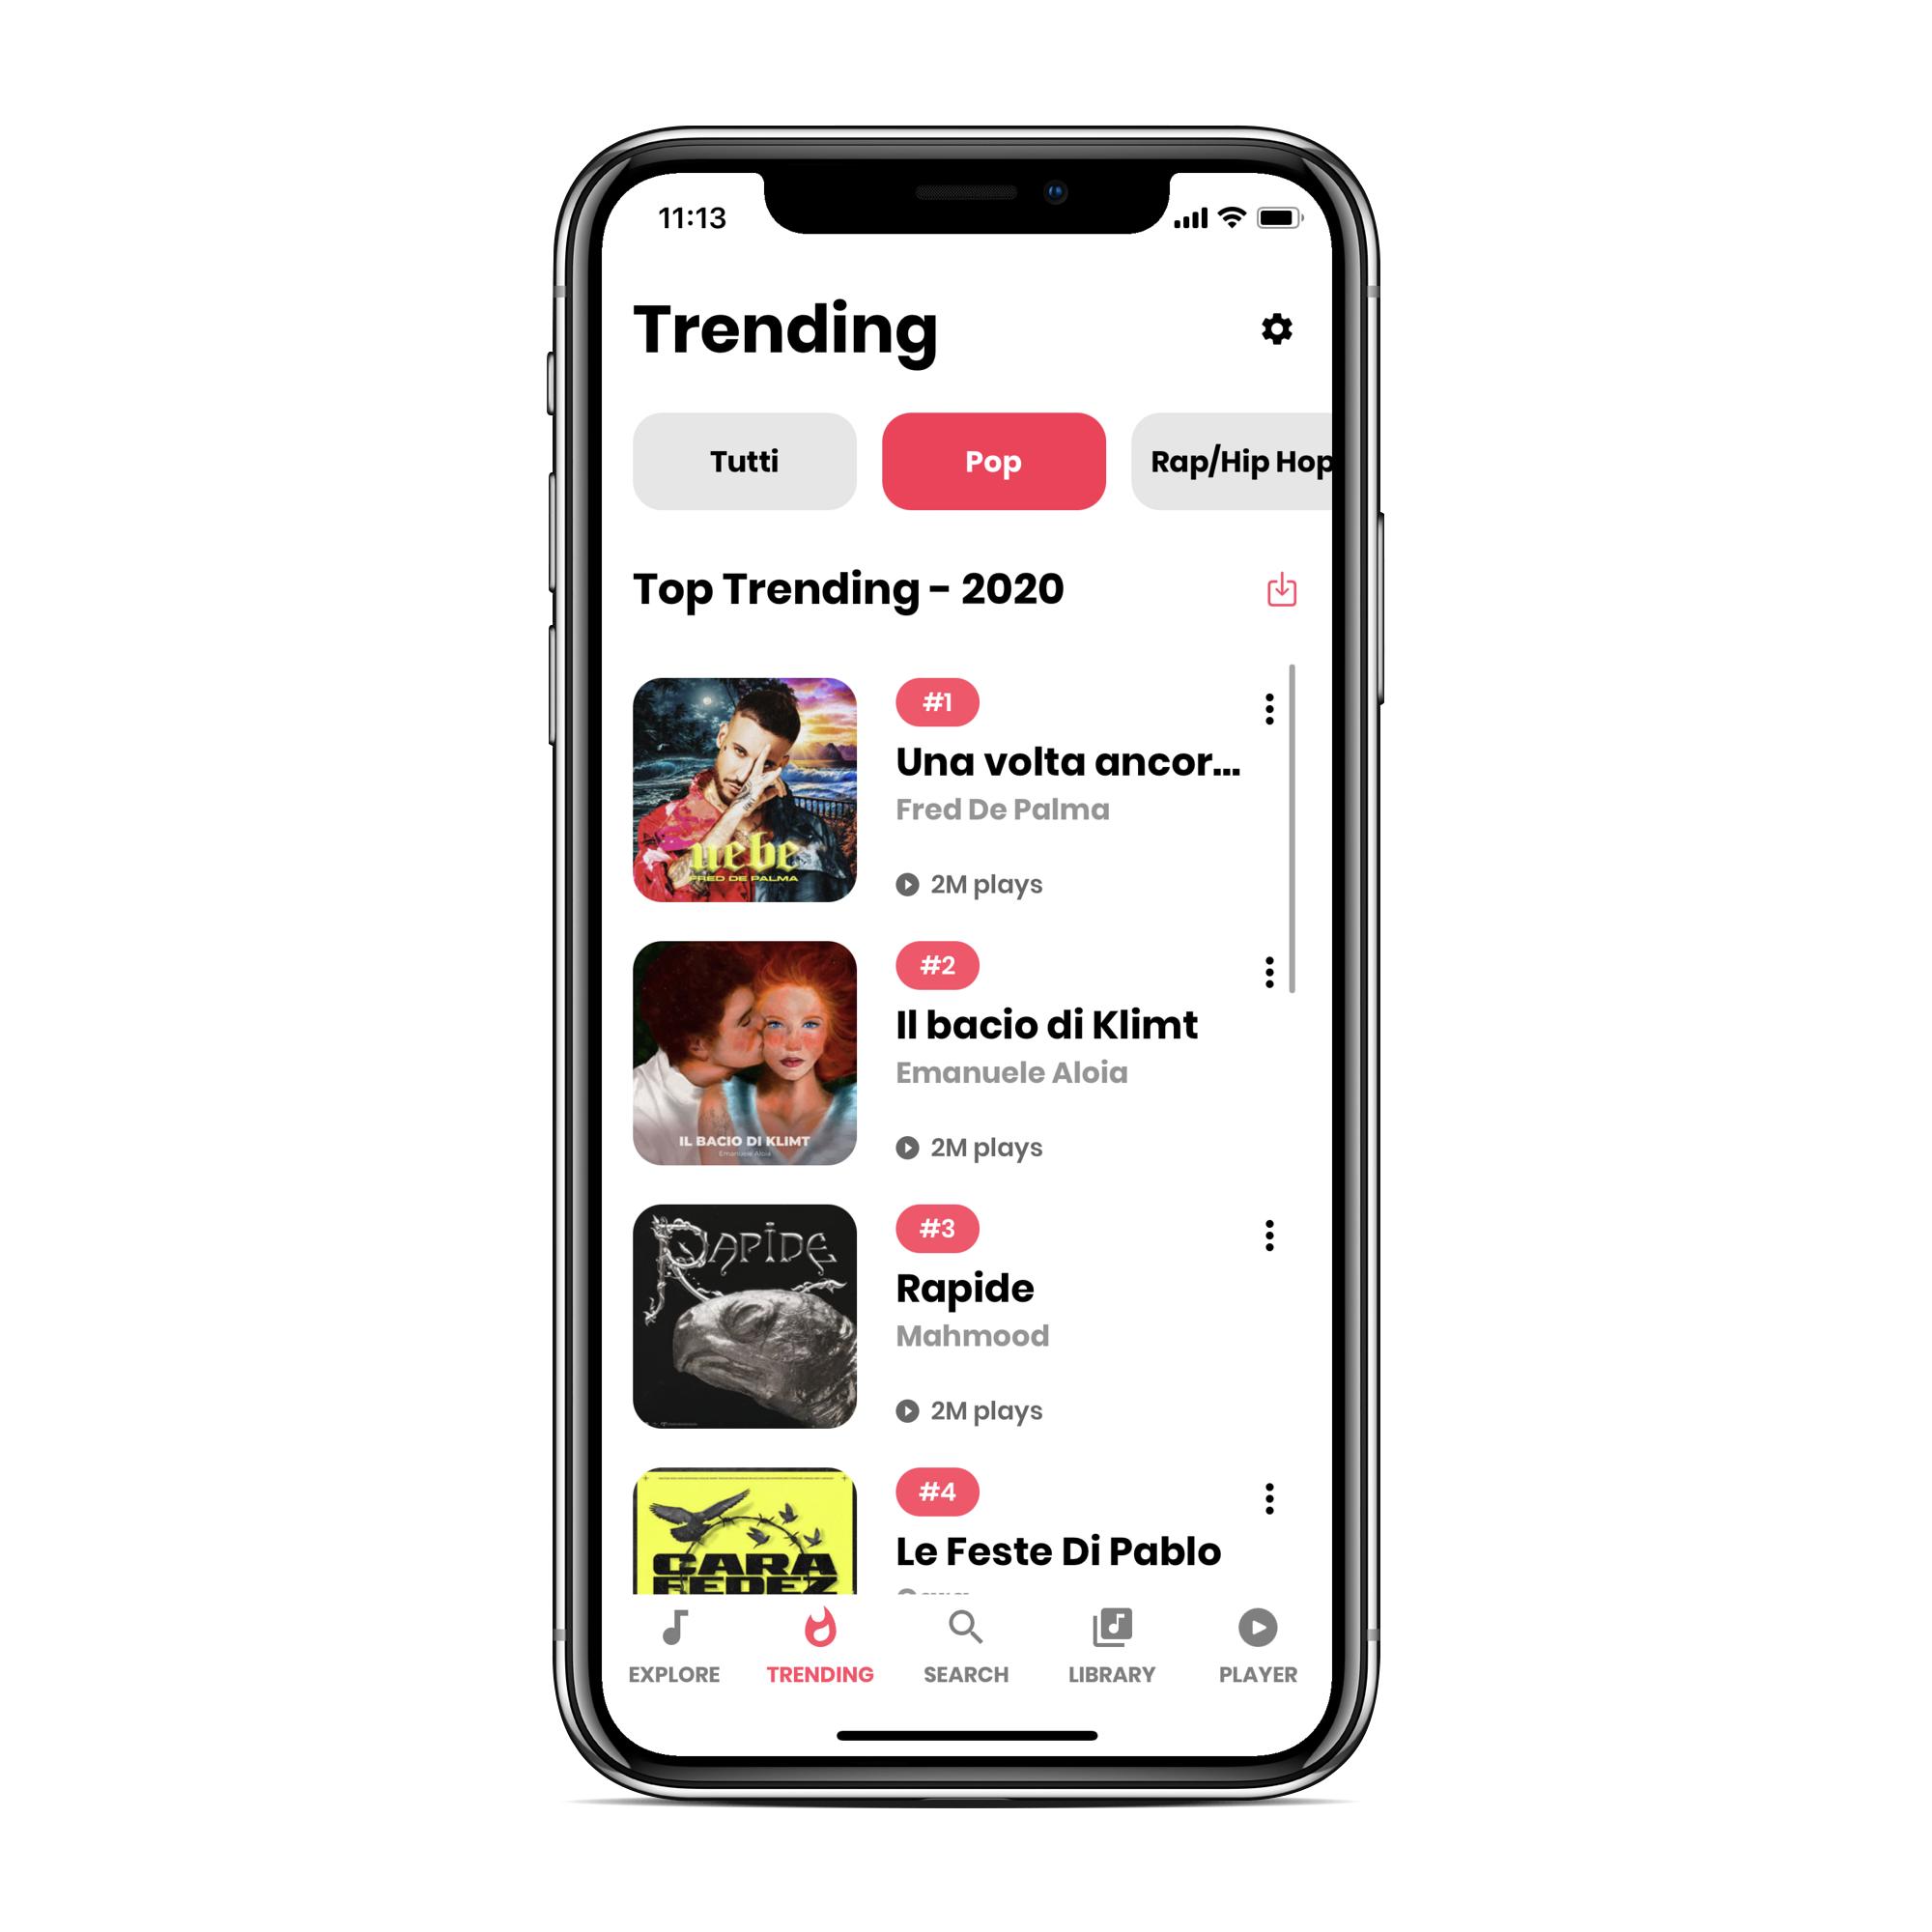 11:13
Trending
Tutti
Pop
Rap/Hip Hop
Top Trending - 2020
#1
Una volta ancor...
Fred De Palma
2M plays
uebe
FRED DE PALMA
#2
Il bacio di Klimt
Emanuele Aloia
2M plays
IL BACIO DI KLIMT
Emanuele Aloia
#3
Rapide
Mahmood
2M plays
RAPIDE
#4
Le Feste Di Pablo
CARA
FEDEZ
EXPLORE
TRENDING
SEARCH
LIBRARY
PLAYER